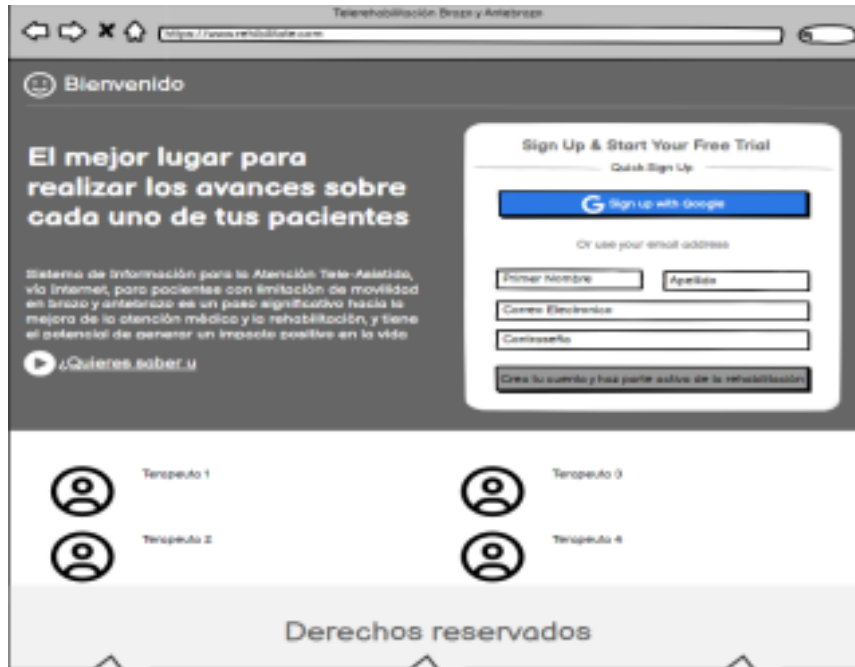 Telerehabilitación Brazo y Antebrazo
Bienvenido
El mejor lugar para
realizar los avances sobre
cada uno de tus pacientes
Sistema de Información para la Atención Tele-Asistida,
vía Internet, para pacientes con limitación de movilidad
en brazo y antebrazo es un paso significativo hacia la
mejora de la atención médica y la rehabilitación, y tiene
el potencial de generar un impacto positivo en la vida
¿Quieres saber u
Sign Up & Start Your Free Trial
Quick Sign Up
Sign up with Google
Or use your email address
Primer Nombre
Apellido
Correo Electronico
Contraseña
Crea tu cuenta y haz parte activa de la rehabilitación
Terapeuta 1
Terapeuta 3
Terapeuta 2
Terapeuta 4
Derechos reservados